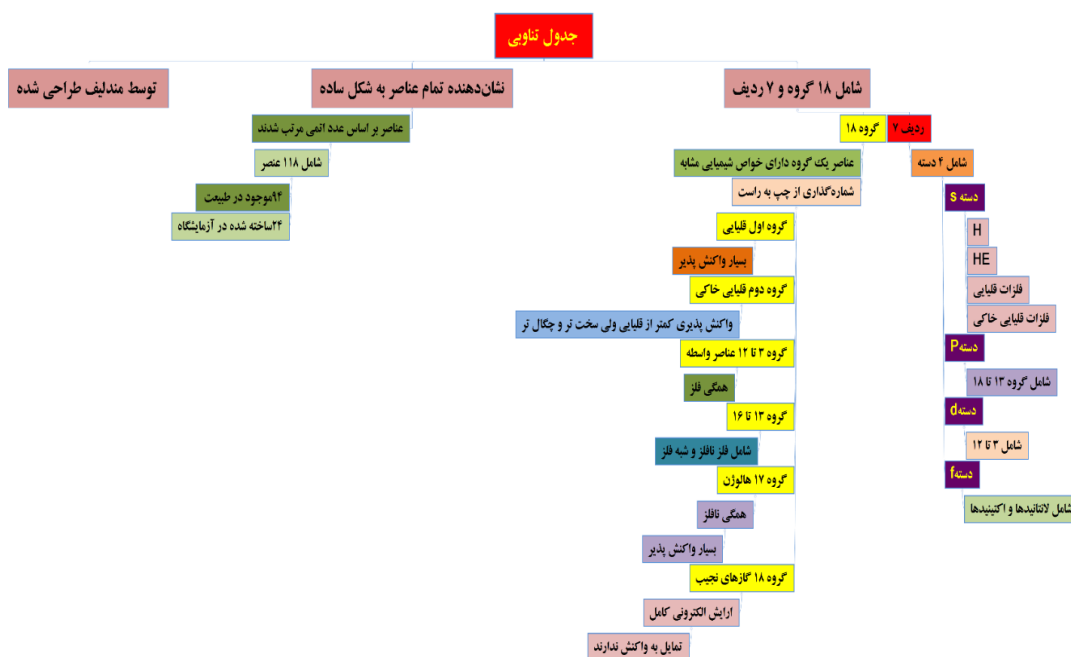 جدول تناوبی
شامل ۱۸ گروه و ۷ ردیف
نشان‌دهنده تمام عناصر به شکل ساده
توسط مندلیف طراحی شده
ردیف ۷
گروه ۱۸
شامل ۴ دسته
دسته s
H
HE
فلزات قلیایی
فلزات قلیایی خاکی
دسته P
شامل گروه ۱۳ تا ۱۸
دسته d
شامل ۳ تا ۱۲
دسته f
شامل لانتانیدها و اکتینیدها
عناصر یک گروه دارای خواص شیمیایی مشابه
شماره‌گذاری از چپ به راست
گروه اول قلیایی
بسیار واکنش پذیر
گروه دوم قلیایی خاکی
واکنش پذیری کمتر از قلیایی ولی سخت تر و چگال تر
گروه ۳ تا ۱۲ عناصر واسطه
همگی فلز
گروه ۱۳ تا ۱۶
شامل فلز نافلز و شبه فلز
گروه ۱۷ هالوژن
همگی نافلز
بسیار واکنش پذیر
گروه ۱۸ گازهای نجیب
ارایش الکترونی کامل
تمایل به واکنش ندارند
عناصر بر اساس عدد اتمی مرتب شدند
شامل ۱۱۸ عنصر
۹۴موجود در طبیعت
۲۴ساخته شده در آزمایشگاه